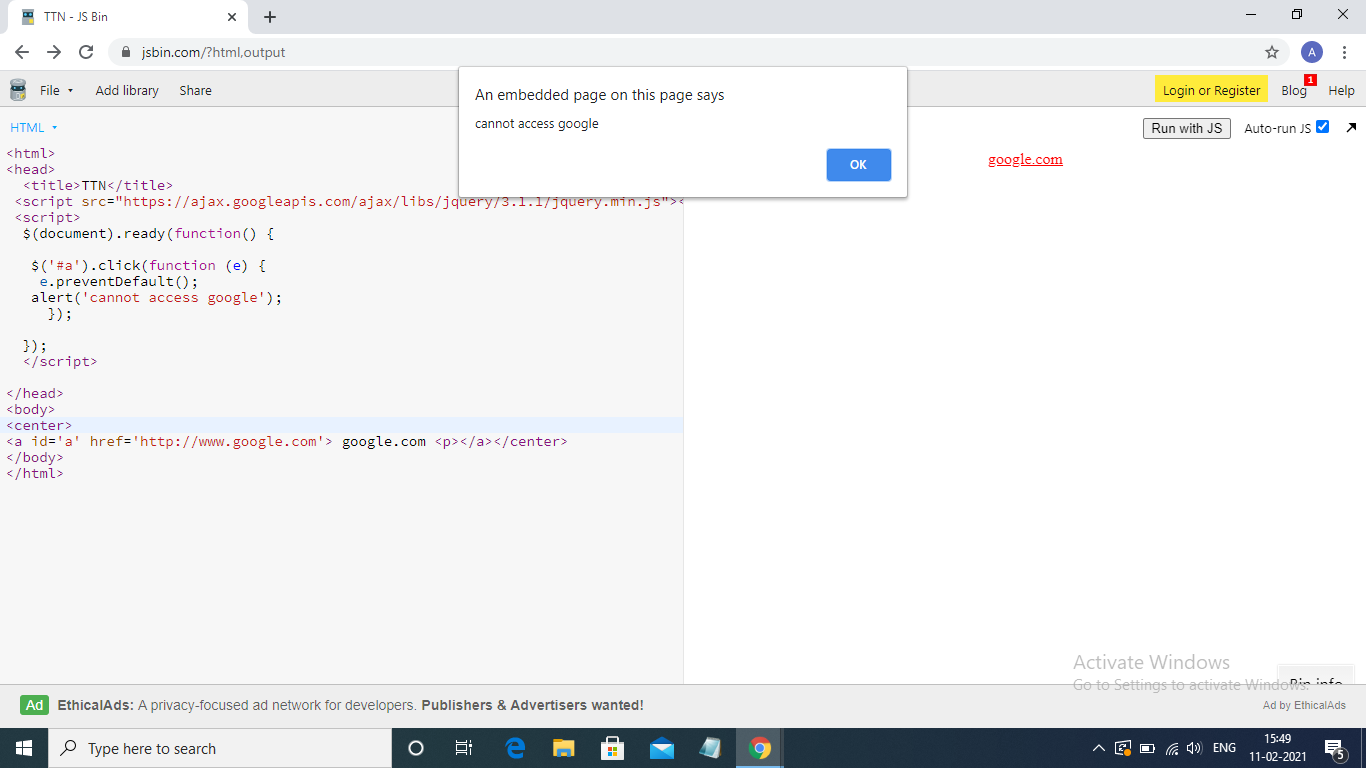 TTN - JS Bin
jsbin.com/?html,output
A
File
Add library
Share
Login or Register
Blog
1
Help
An embedded page on this page says
cannot access google
OK
HTML
Run with JS
Auto-run JS
<html>
<head>
<title>TTN</title>
<script src="https://ajax.googleapis.com/ajax/libs/jquery/3.1.1/jquery.min.js"><
<script>
$(document).ready(function() {
$('#a').click(function (e) {
e.preventDefault();
alert('cannot access google');
});
});
</script>
</head>
<body>
<center>
<a id='a' href='http://www.google.com'> google.com <p></a></center>
</body>
</html>
google.com
Activate Windows
Go to Settings to activate Windows.
Bin info
Ad
EthicalAds: A privacy-focused ad network for developers. Publishers & Advertisers wanted!
Ad by EthicalAds
Type here to search
ENG
15:49
11-02-2021
5